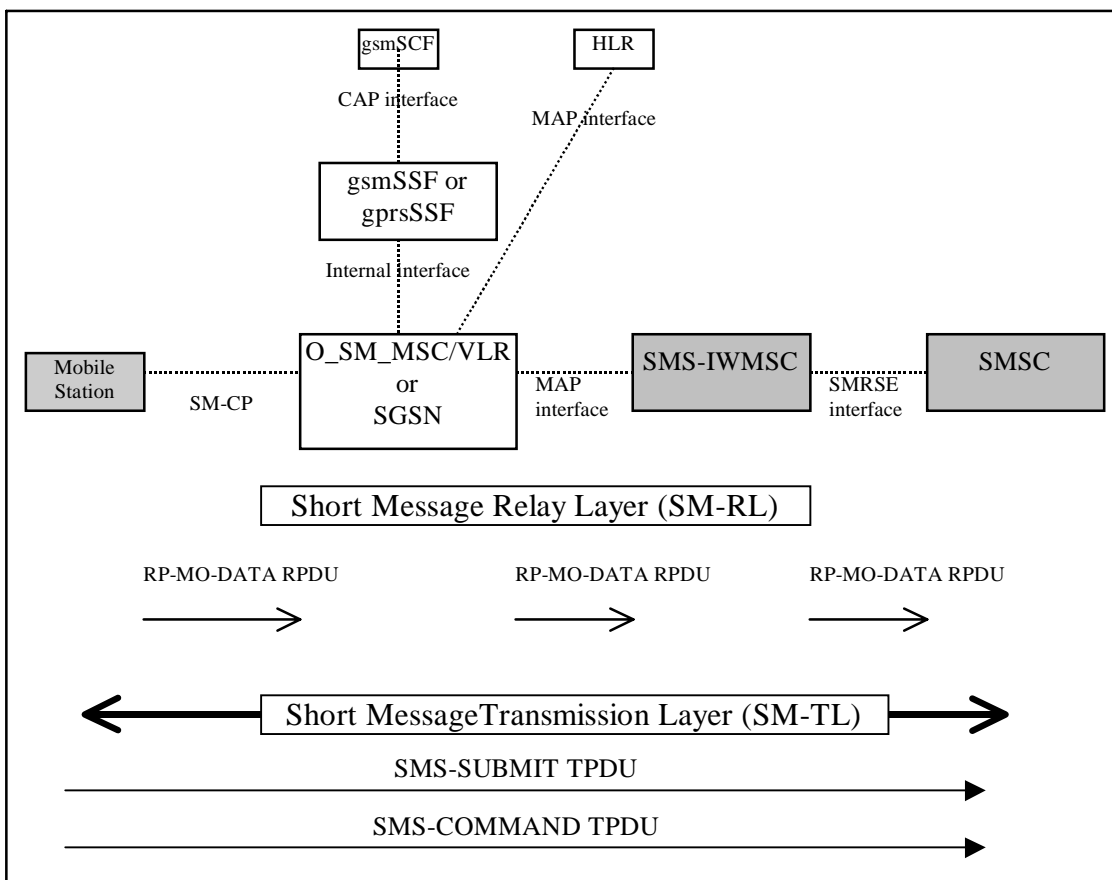 gsmSCF
HLR
CAP interface
MAP interface
gsmSSF or
gprsSSF
Internal interface
Mobile
Station
SM-CP
O_SM_MSC/VLR
or
SGSN
MAP
interface
SMS-IWMSC
SMRSE
interface
SMSC
Short Message Relay Layer (SM-RL)
RP-MO-DATA RPDU
RP-MO-DATA RPDU
RP-MO-DATA RPDU
Short MessageTransmission Layer (SM-TL)
SMS-SUBMIT TPDU
SMS-COMMAND TPDU